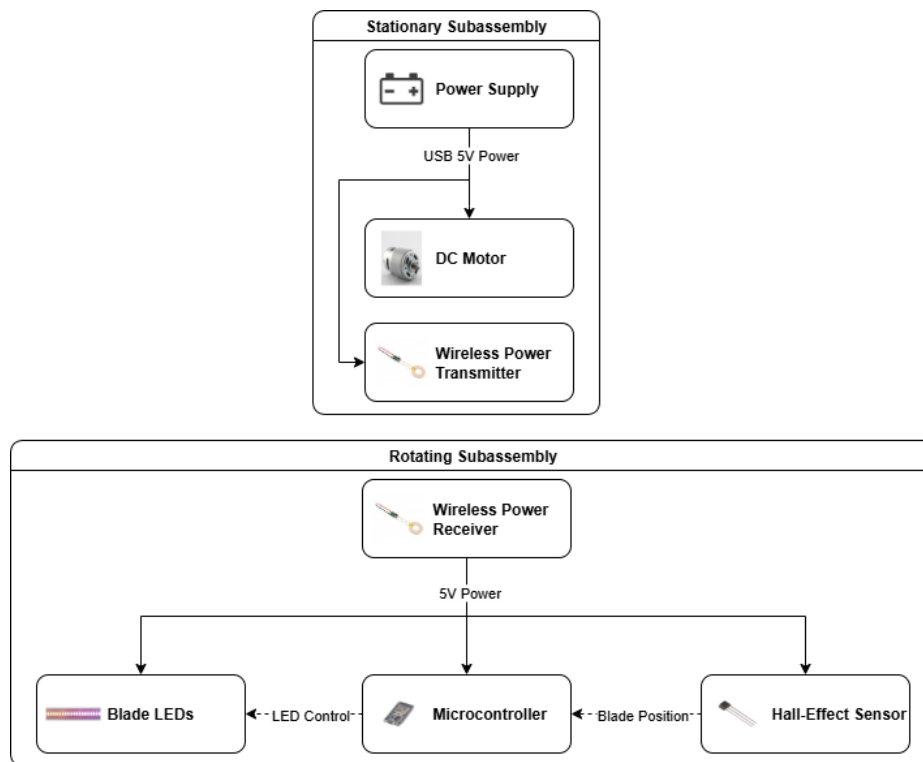 Stationary Subassembly
Power Supply
USB 5V Power
DC Motor
Wireless Power
Transmitter
Rotating Subassembly
Wireless Power
Receiver
5V Power
Blade LEDs
LED Control
Microcontroller
Blade Position
Hall-Effect Sensor